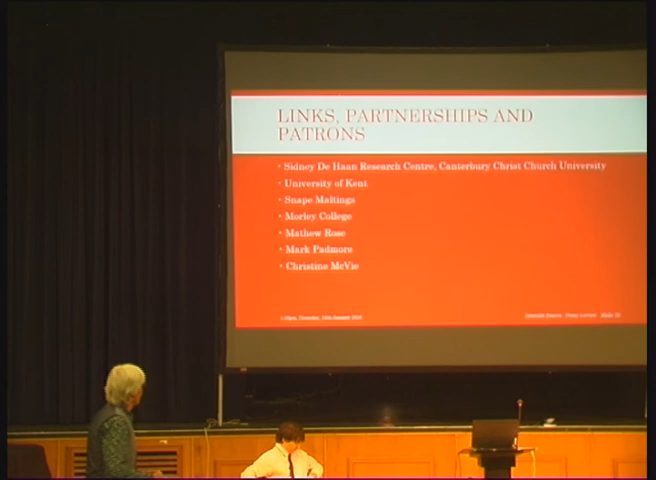 LINKS, PARTNERSHIPS AND
PATRONS
• Sidney De Haan Research Centre, Canterbury Christ Church University
• University of Kent
• Snape Maltings
• Morley College
• Mathew Rose
• Mark Padmore
• Christine McVie